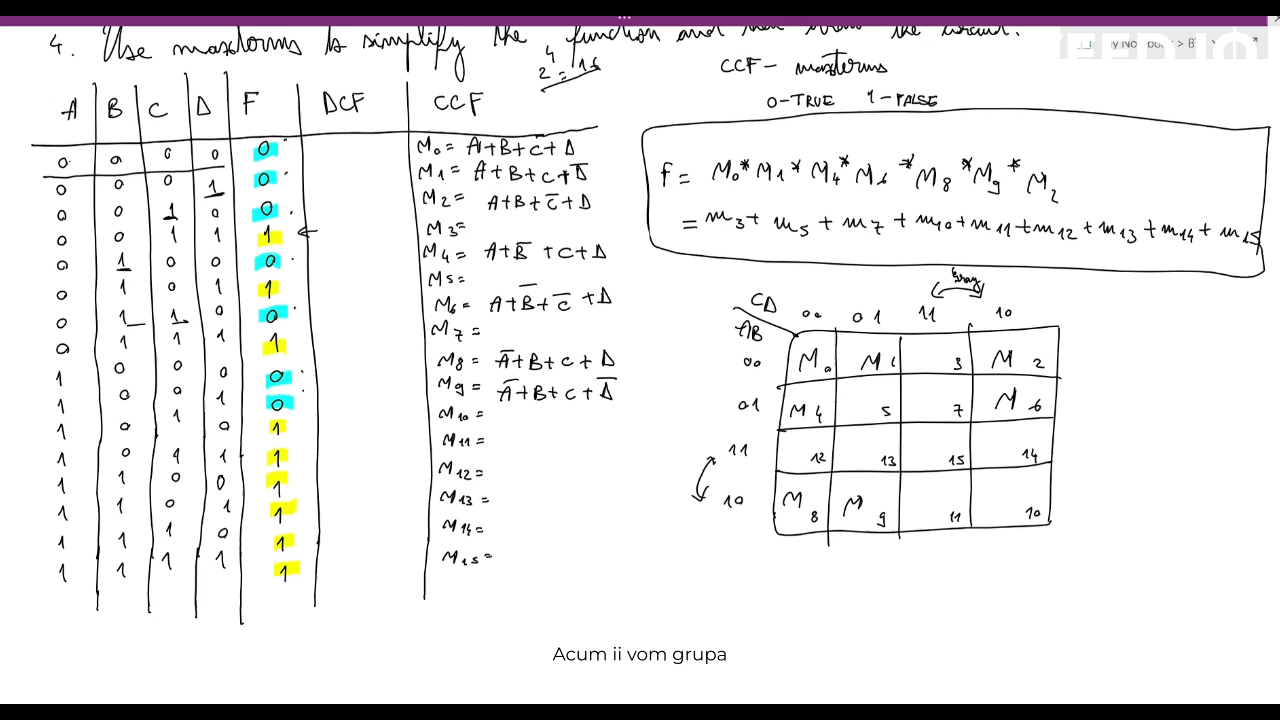 4. Use maxterms to simplify the function and then draw the circuit.
2^4 = 16
CCF - maxterms
0-TRUE 1-FALSE
A B C D F DCF CCF
0 0 0 0 0 M0= A+B+C̅+D
0 0 0 1 0 M1= A+B+C+D̅
0 0 1 0 0 M2= A+B+C̅+D
0 0 1 1 1 ← M3=
0 1 0 0 0 M4= A+B̅+C+D
0 1 0 1 1 M5=
0 1 1 0 0 M6= A+B̅+C̅+D
0 1 1 1 1 M7=
1 0 0 0 0 M8= A̅+B+C+D
1 0 0 1 0 M9= A̅+B+C+D̅
1 0 1 0 1 M10=
1 0 1 1 1 M11=
1 1 0 0 1 M12=
1 1 0 1 1 M13=
1 1 1 0 1 M14=
1 1 1 1 1 M15=
f= M0*M1*M4*M6*M8*M9*M2
= m3+ m5+ m7+ m10+m11+m12+m13+m14+m15
Gray
CD 00 01 11 10
AB
00 M0 M1 3 M2
01 M4 5 7 M6
11 12 13 15 14
10 M8 M9 11 10
Acum ii vom grupa